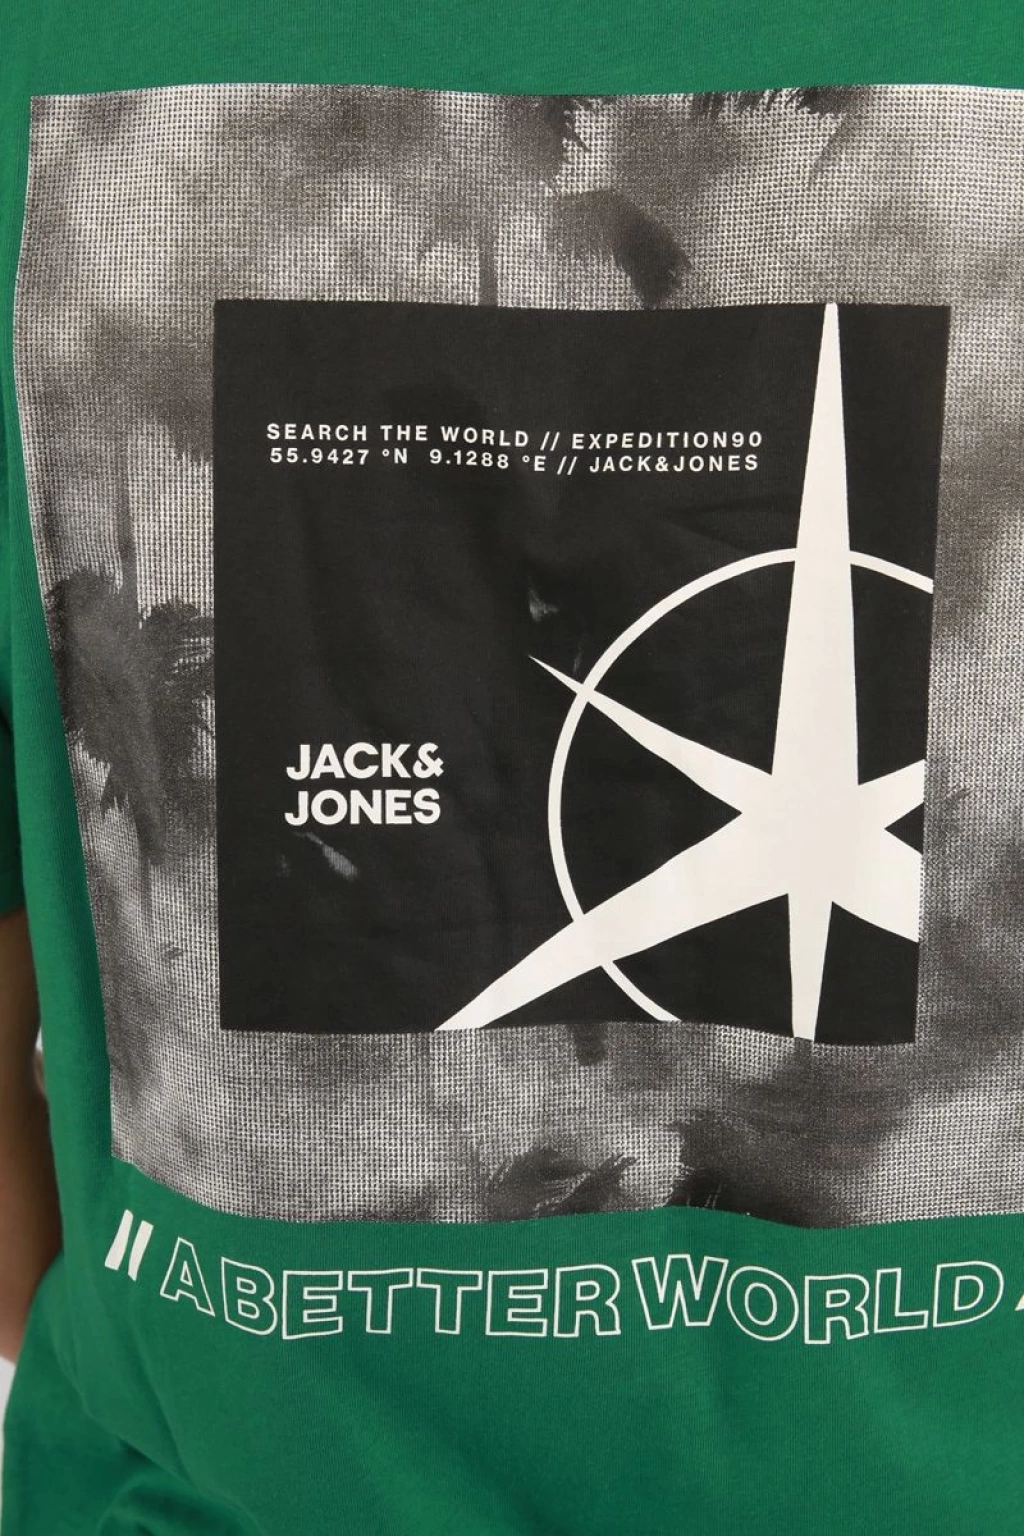 SEARCH THE WORLD // EXPEDITION90
55.9427 °N 9.1288 °E // JACK&JONES
JACK&
JONES
// A BETTER WORLD /